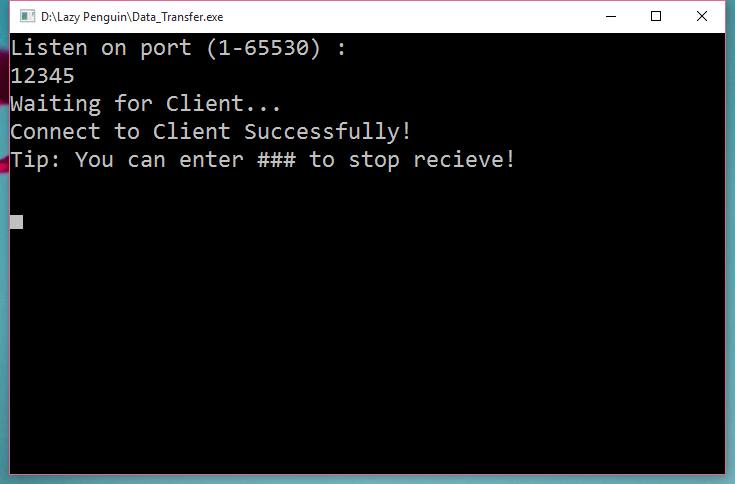 D:\Lazy Penguin\Data_Transfer.exe
Listen on port (1-65530) :
12345
Waiting for Client...
Connect to Client Successfully!
Tip: You can enter ### to stop recieve!